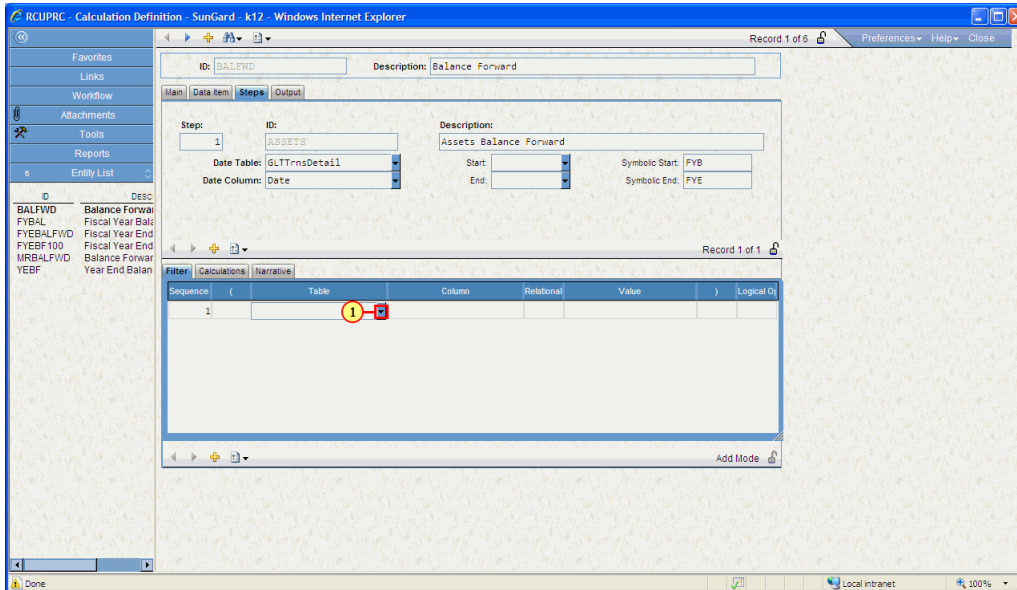 RCUPRC - Calculation Definition - SunGard - k12 - Windows Internet Explorer
Record 1 of 6 Preferences Help Close
Favorites
Links
Workflow
Attachments
Tools
Reports
6 Entity List
ID DESC
BALFWD Balance Forwar
FYBAL Fiscal Year Bala
FYEBALFWD Fiscal Year End
FYEBF100 Fiscal Year End
MRBALFWD Balance Forwar
YEBF Year End Balan
ID: BALFWD Description: Balance Forward
Main Data Item Steps Output
Step: ID: Description:
1 ASSETS Assets Balance Forward
Date Table: GLTTrnsDetail Start: Symbolic Start: FYB
Date Column: Date End: Symbolic End: FYE
Record 1 of 1
Filter Calculations Narrative
Sequence ( Table Column Relational Value ) Logical O
1 1
Add Mode
Done Local intranet 100%